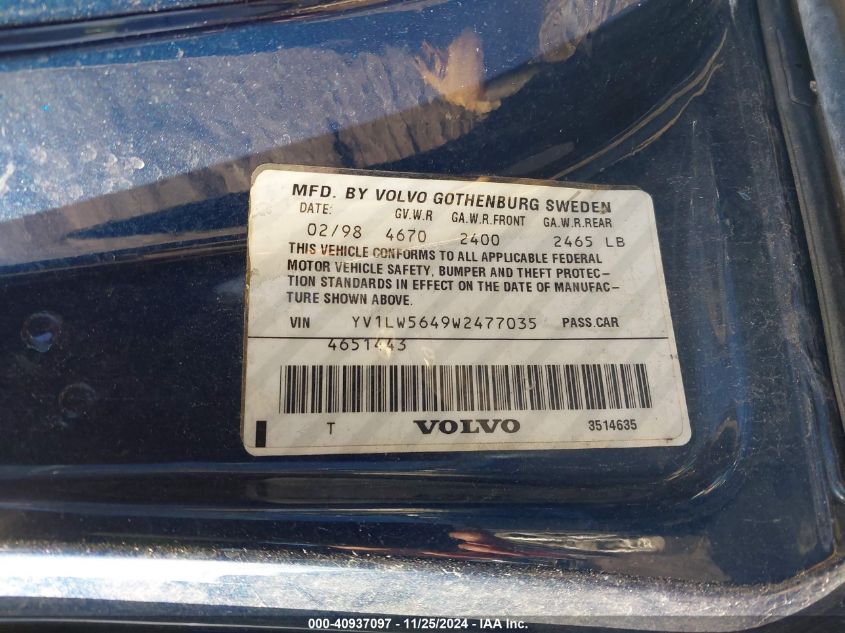 MFD. BY VOLVO GOTHENBURG SWEDEN
DATE: GV.W.R GA.W.R.FRONT GA.W.R.REAR
02/98 4670 2400 2465 LB
THIS VEHICLE CONFORMS TO ALL APPLICABLE FEDERAL
MOTOR VEHICLE SAFETY, BUMPER AND THEFT PROTEC-
TION STANDARDS IN EFFECT ON THE DATE OF MANUFAC-
TURE SHOWN ABOVE.
VIN YV1LW5649W2477035 PASS.CAR
4651443
T VOLVO 3514635
000-40937097 - 11/25/2024 - IAA Inc.